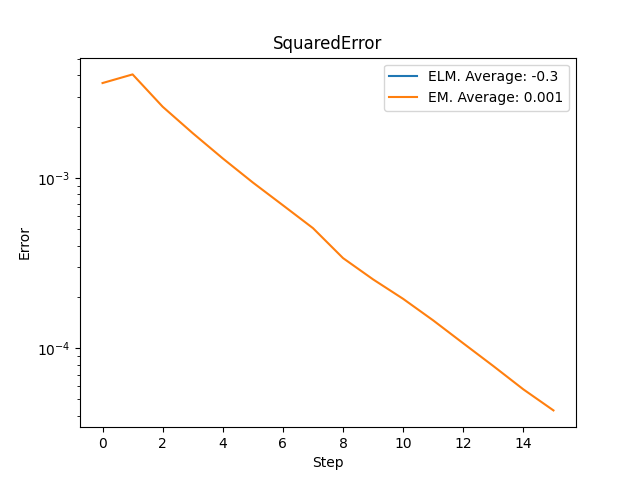 SquaredError
ELM. Average: -0.3
EM. Average: 0.001
10⁻³
10⁻⁴
Error
0 2 4 6 8 10 12 14
Step